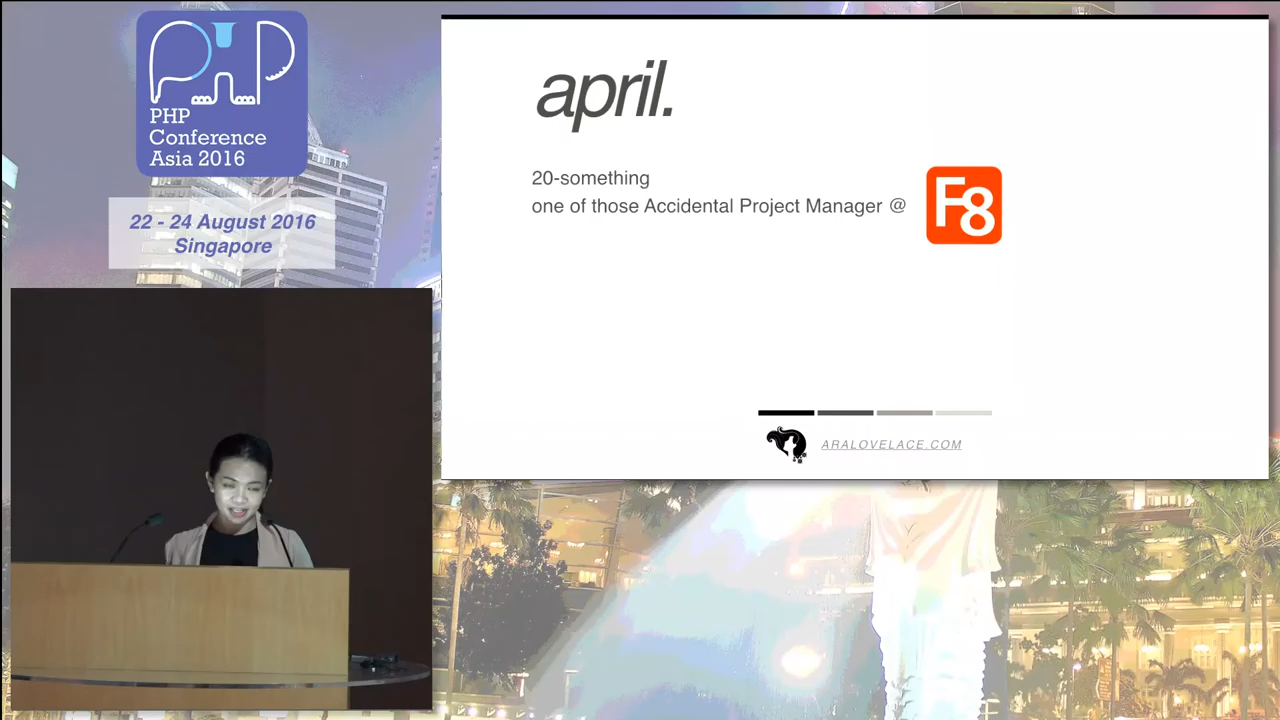 PHP
PHP
Conference
Asia 2016
22 - 24 August 2016
Singapore
april.
20-something
one of those Accidental Project Manager @
F8
ARALOVELACE.COM